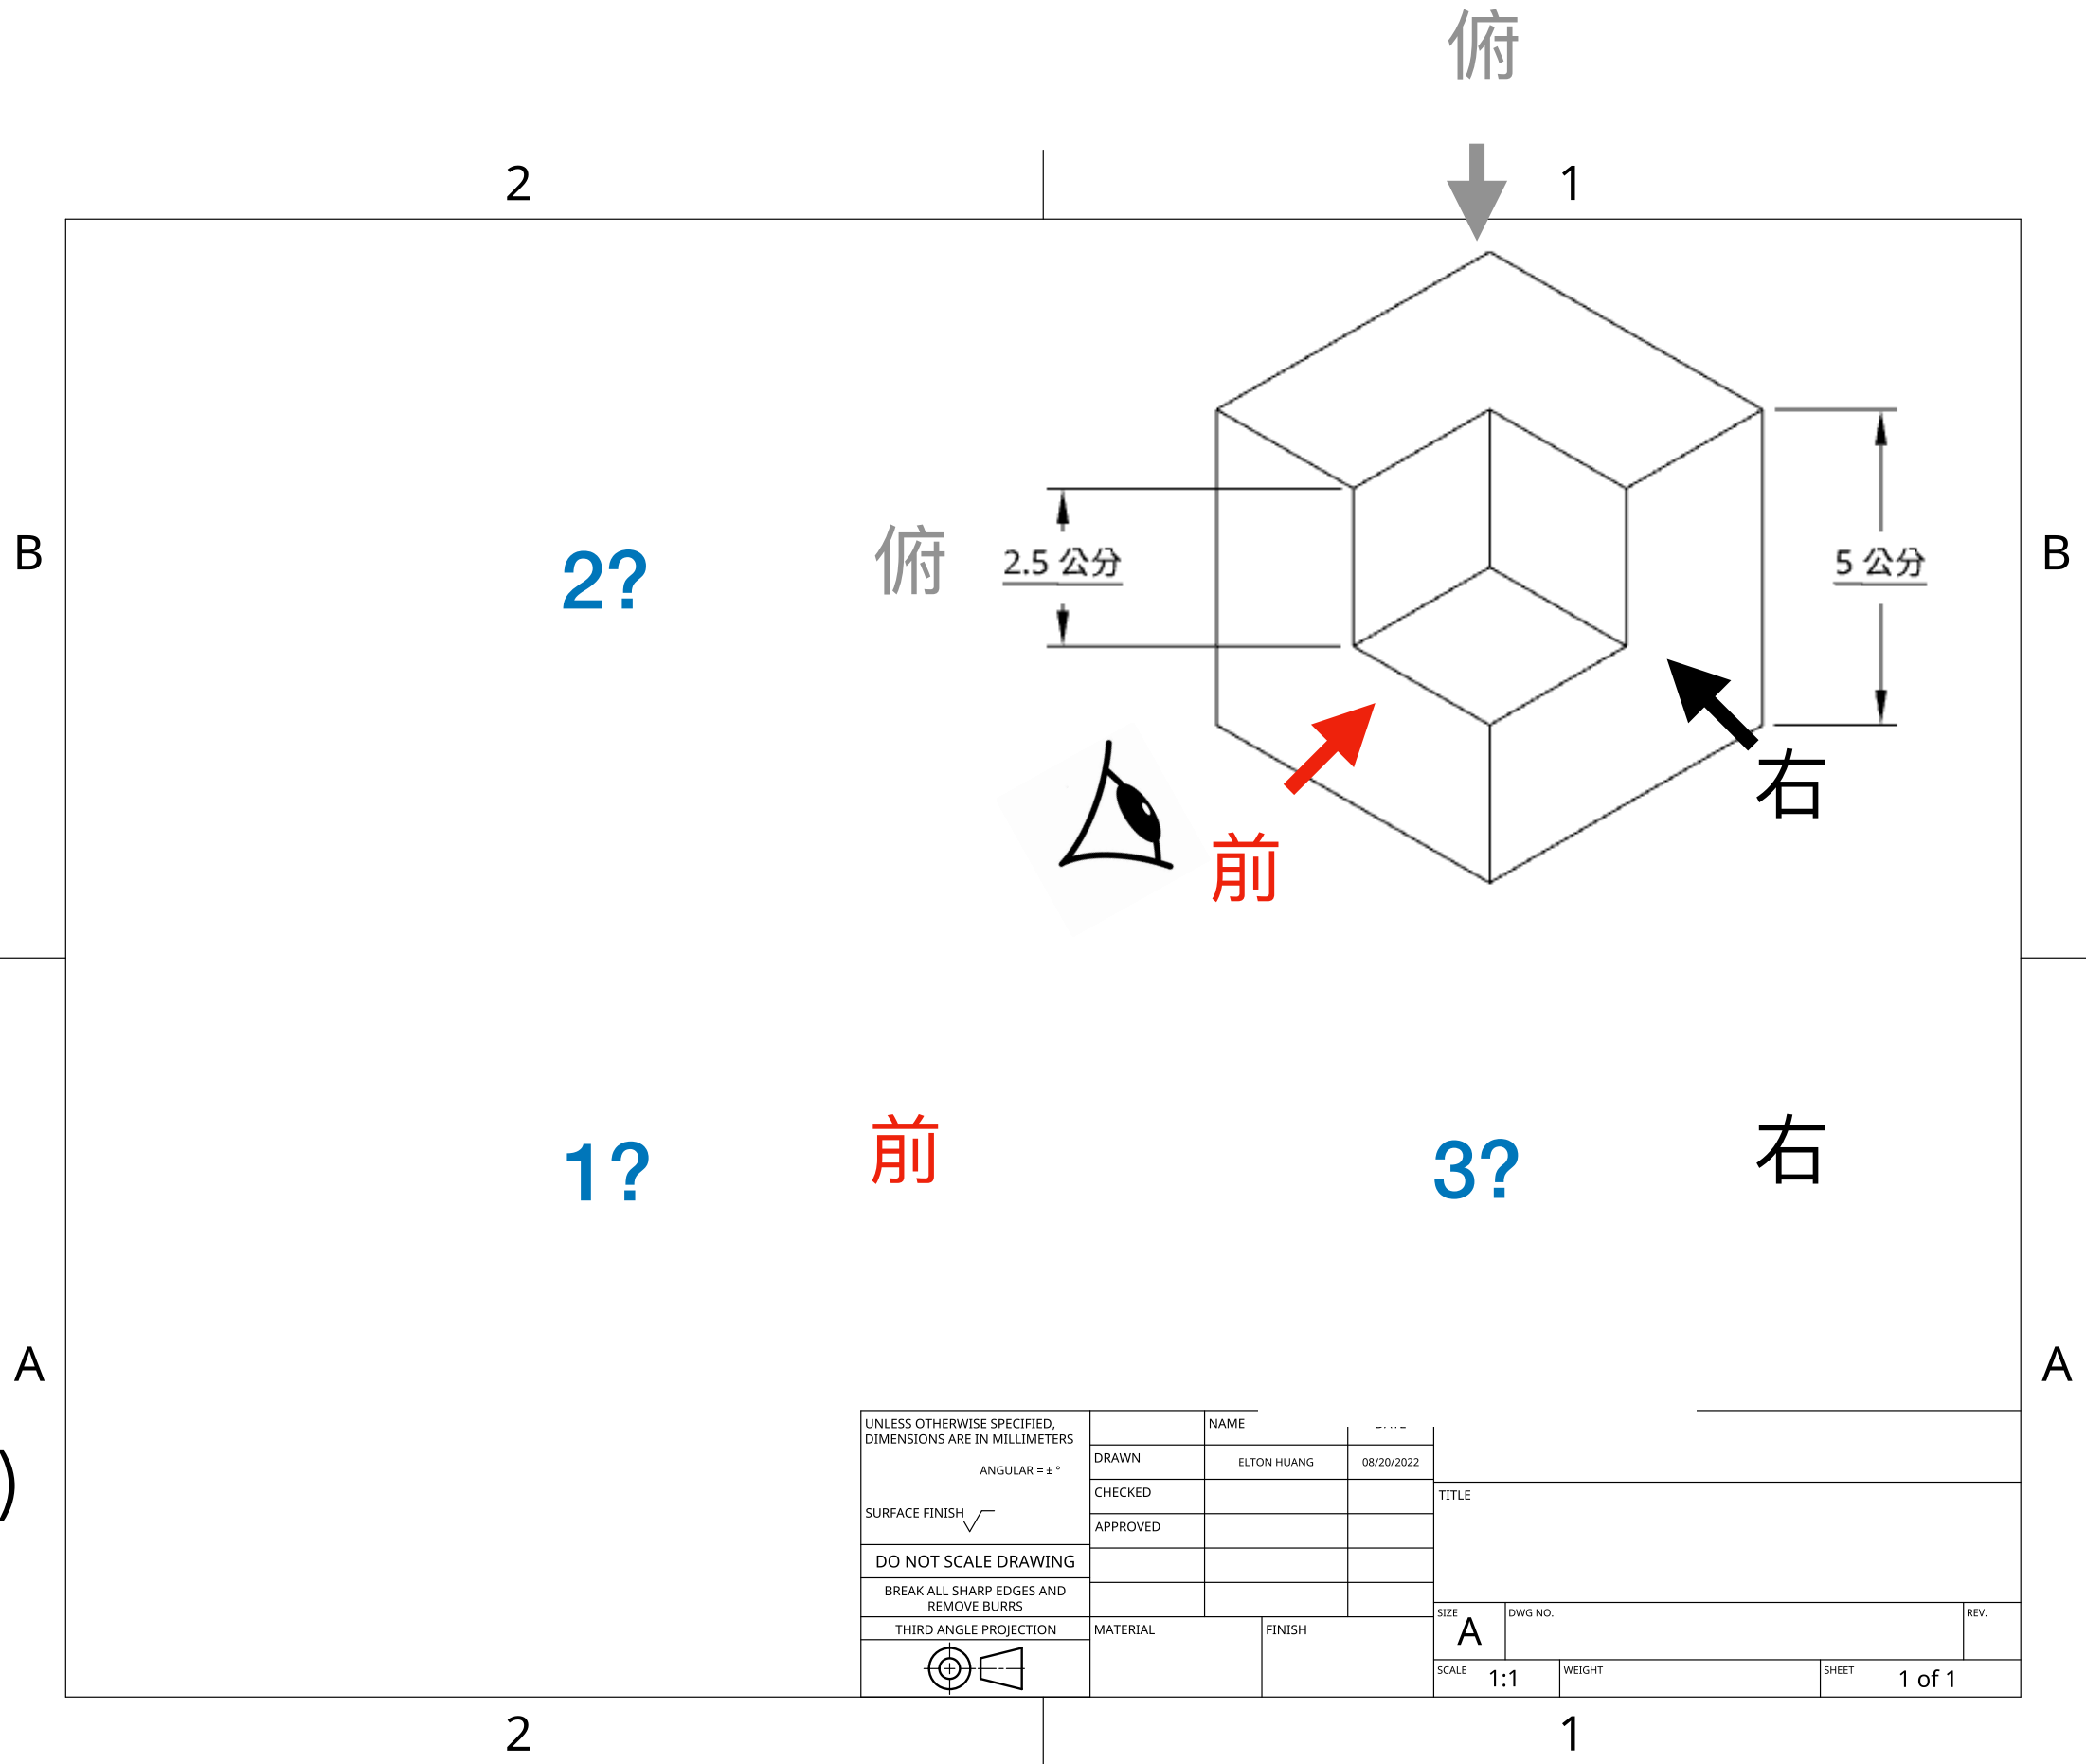 俯
2
1
B
2?
俯
2.5 公分
5 公分
B
右
前
1?
前
3?
右
A
A
)
UNLESS OTHERWISE SPECIFIED,
DIMENSIONS ARE IN MILLIMETERS
ANGULAR = ± °
SURFACE FINISH
DO NOT SCALE DRAWING
BREAK ALL SHARP EDGES AND
REMOVE BURRS
THIRD ANGLE PROJECTION
NAME
DRAWN
ELTON HUANG
08/20/2022
CHECKED
APPROVED
MATERIAL
FINISH
TITLE
SIZE
A
DWG NO.
REV.
SCALE
1:1
WEIGHT
SHEET
1 of 1
2
1